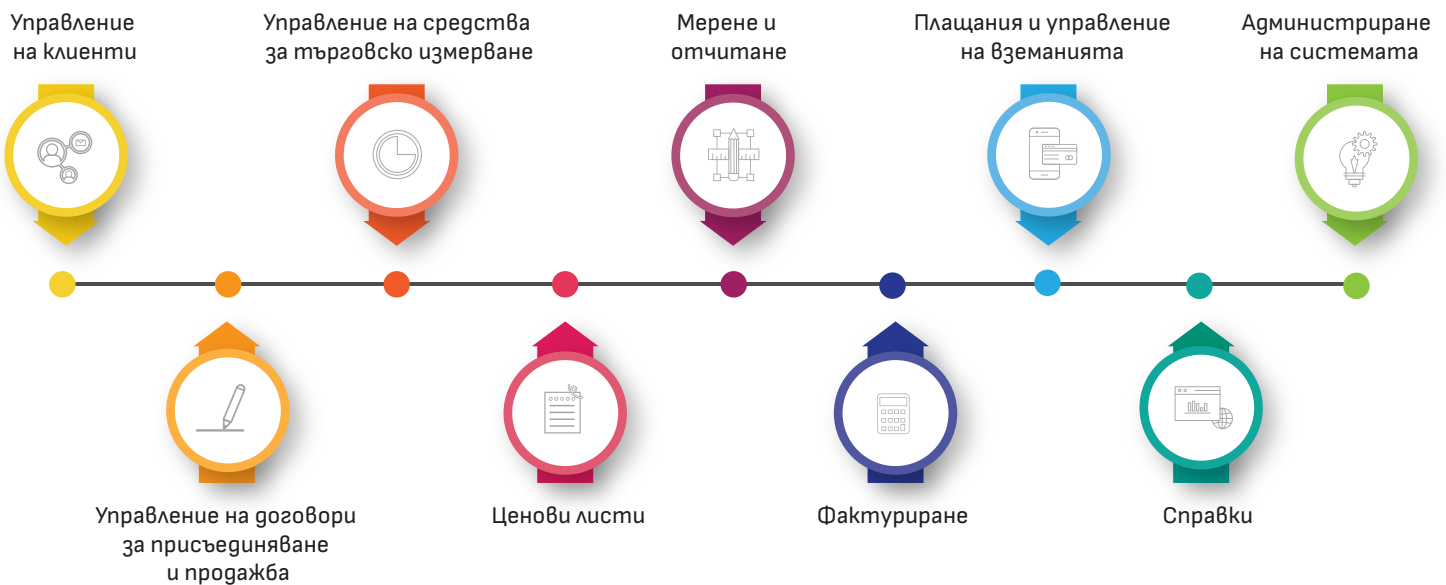 Управление
на клиенти
Управление на средства
за търговско измерване
Мерене и
отчитане
Плащания и управление
на вземанията
Администриране
на системата
Управление на договори
за присъединяване
и продажба
Ценови листи
Фактуриране
Справки